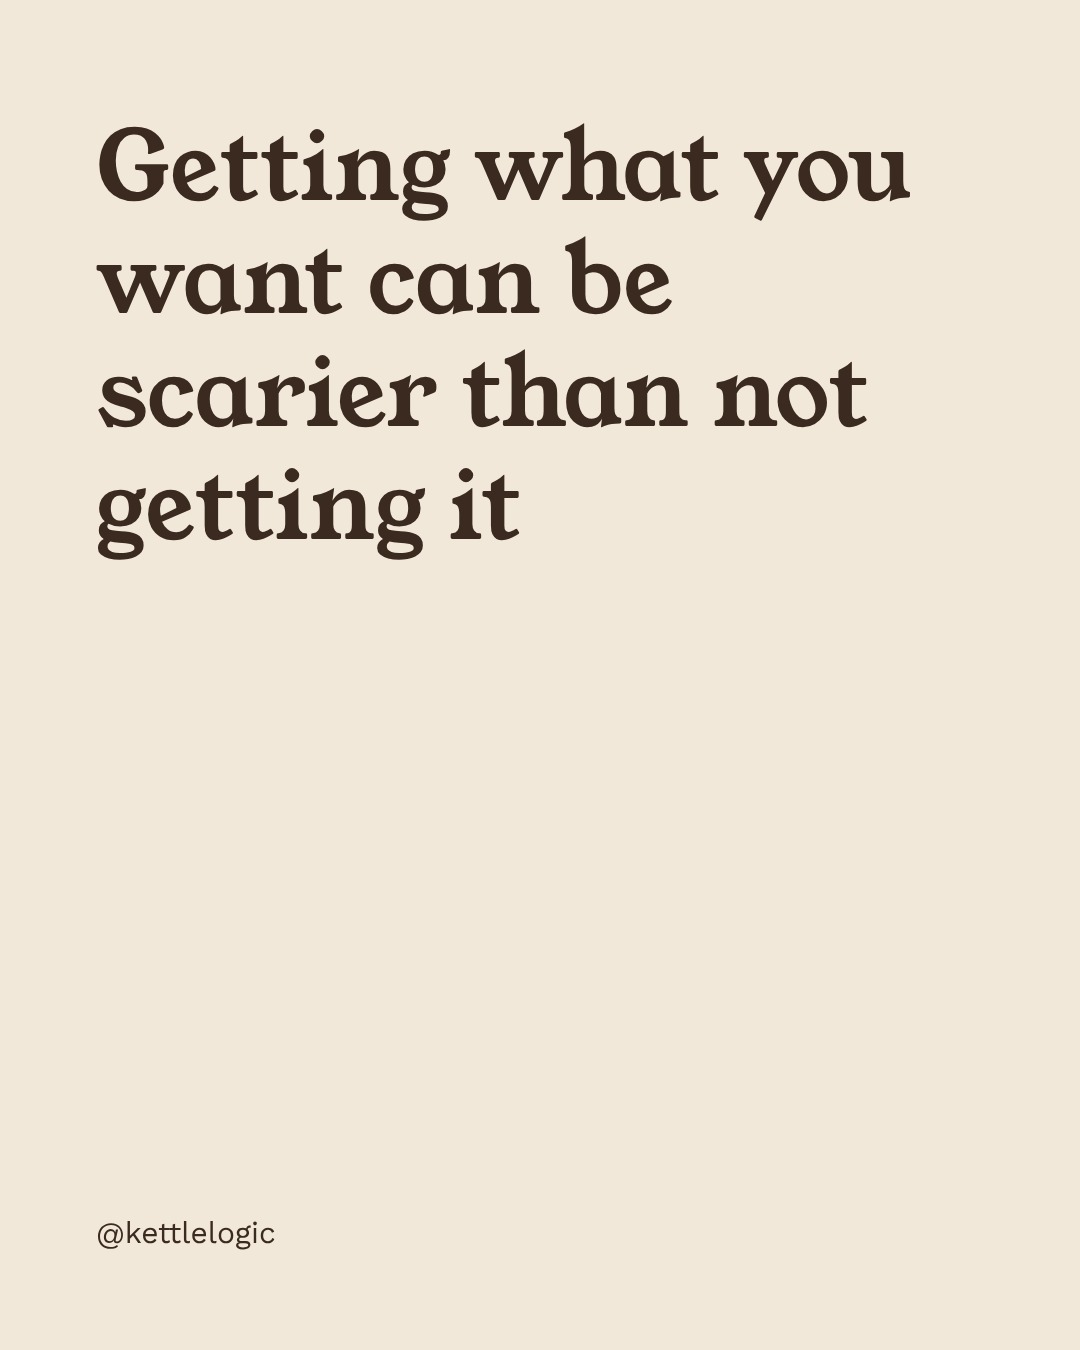 Getting what you
want can be
scarier than not
getting it
@kettlelogic